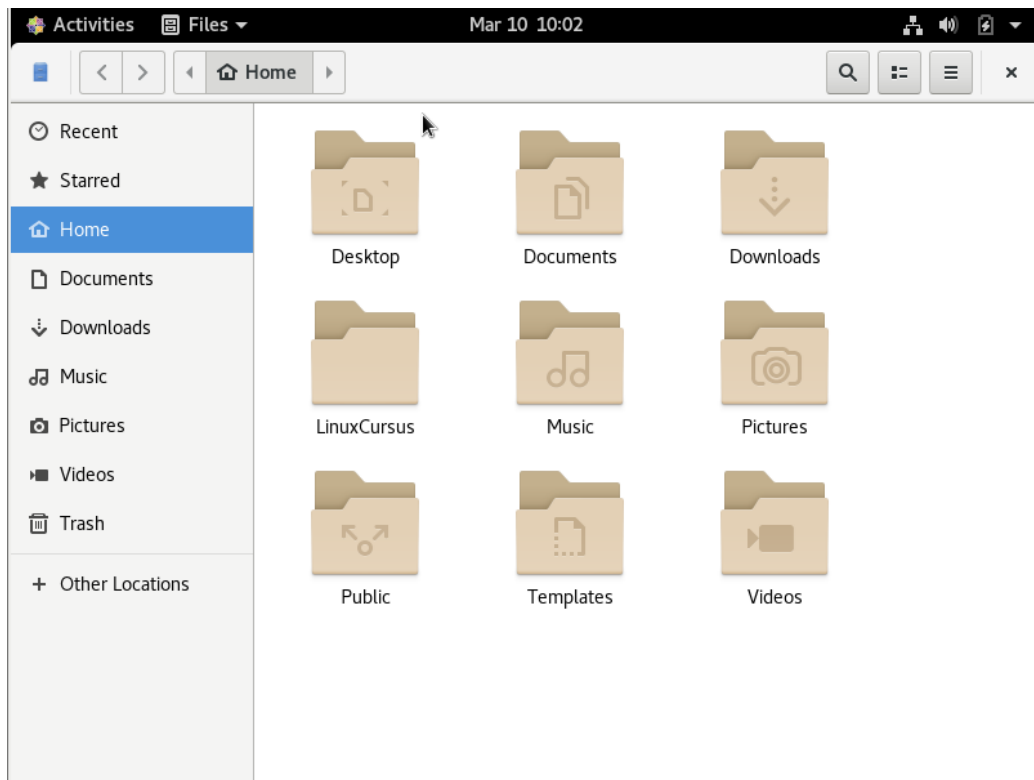 Activities Files Mar 10 10:02
Home
Recent
Starred
Home
Documents
Downloads
Music
Pictures
Videos
Trash
Other Locations
Desktop Documents Downloads
LinuxCursus Music Pictures
Public Templates Videos